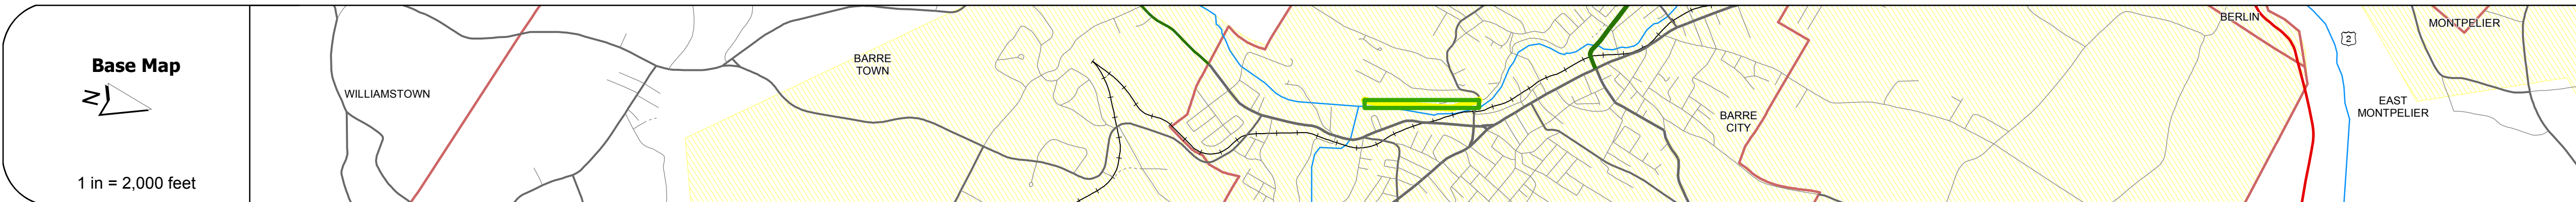 Base Map
N
1 in = 2,000 feet
WILLIAMSTOWN
BARRE
TOWN
BARRE
CITY
BERLIN
2
EAST
MONTPELIER
MONTPELIER